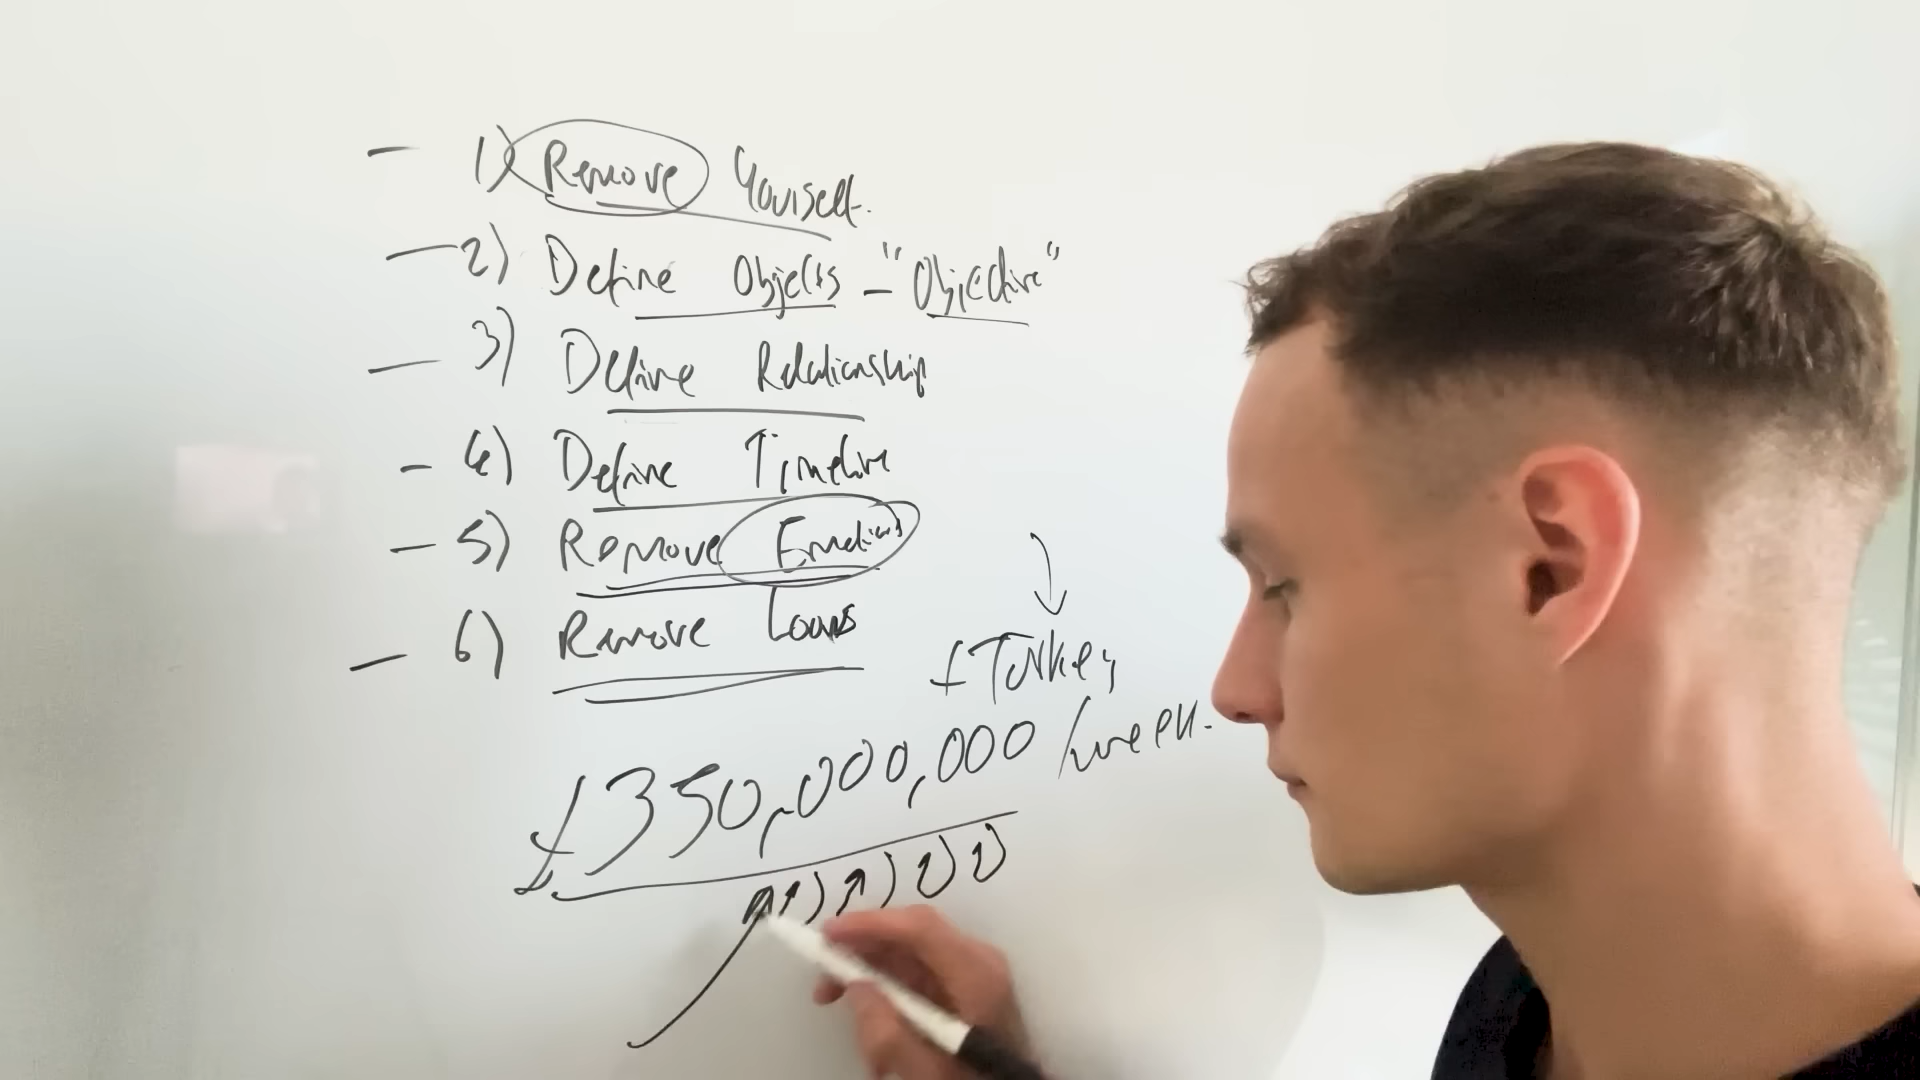 1) Remove Yourself.
2) Define Objects - "Objective"
3) Define Relationship
4) Define Timeline
5) Remove Emotions
6) Remove Loans
£ Turkey
£350,000,000 /week.